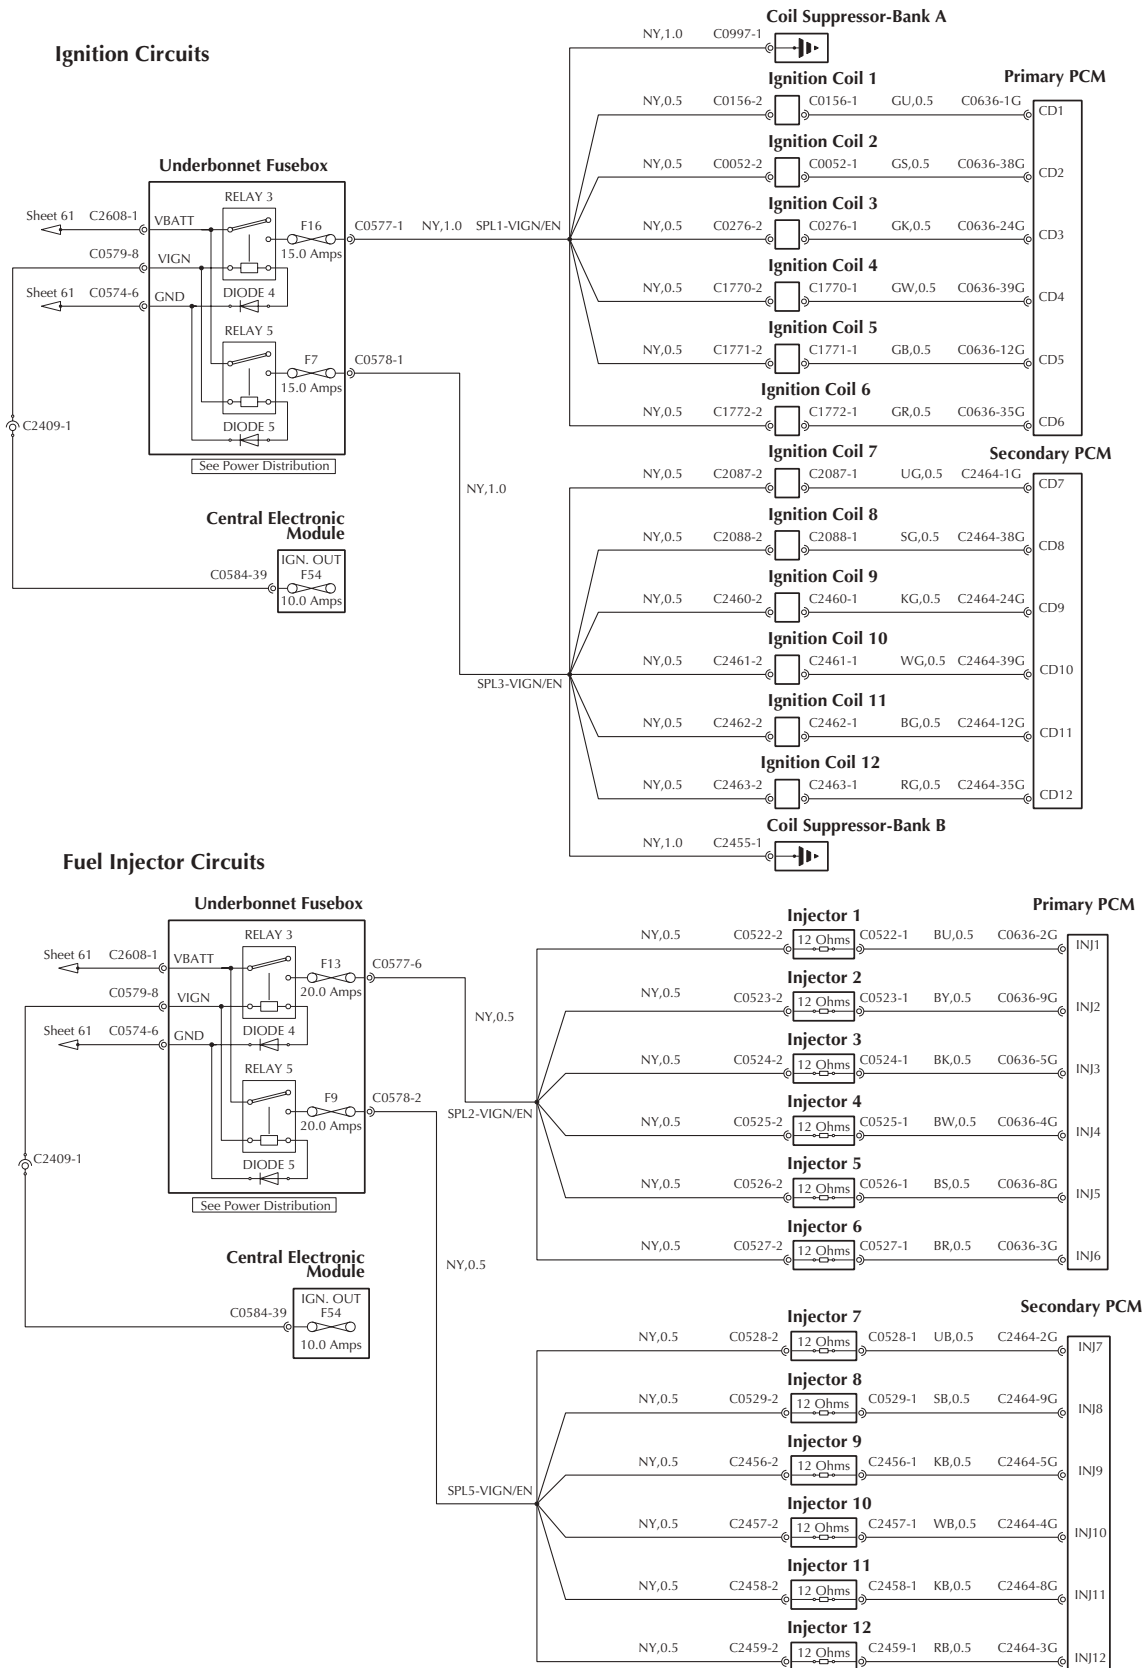 Ignition Circuits
Underbonnet Fusebox
RELAY 3
Sheet 61 C2608-1 VBATT
F16
15.0 Amps
C0577-1 NY,1.0 SPL1-VIGN/EN
C0579-8 VIGN
Sheet 61 C0574-6 GND
DIODE 4
RELAY 5
F7
15.0 Amps
C0578-1
DIODE 5
See Power Distribution
C2409-1
NY,1.0
Central Electronic
Module
IGN. OUT
F54
10.0 Amps
C0584-39
SPL3-VIGN/EN
Coil Suppressor-Bank A
NY,1.0 C0997-1
Primary PCM
Ignition Coil 1
NY,0.5 C0156-2 C0156-1 GU,0.5 C0636-1G CD1
Ignition Coil 2
NY,0.5 C0052-2 C0052-1 GS,0.5 C0636-38G CD2
Ignition Coil 3
NY,0.5 C0276-2 C0276-1 GK,0.5 C0636-24G CD3
Ignition Coil 4
NY,0.5 C1770-2 C1770-1 GW,0.5 C0636-39G CD4
Ignition Coil 5
NY,0.5 C1771-2 C1771-1 GB,0.5 C0636-12G CD5
Ignition Coil 6
NY,0.5 C1772-2 C1772-1 GR,0.5 C0636-35G CD6
Secondary PCM
Ignition Coil 7
NY,0.5 C2087-2 C2087-1 UG,0.5 C2464-1G CD7
Ignition Coil 8
NY,0.5 C2088-2 C2088-1 SG,0.5 C2464-38G CD8
Ignition Coil 9
NY,0.5 C2460-2 C2460-1 KG,0.5 C2464-24G CD9
Ignition Coil 10
NY,0.5 C2461-2 C2461-1 WG,0.5 C2464-39G CD10
Ignition Coil 11
NY,0.5 C2462-2 C2462-1 BG,0.5 C2464-12G CD11
Ignition Coil 12
NY,0.5 C2463-2 C2463-1 RG,0.5 C2464-35G CD12
Coil Suppressor-Bank B
NY,1.0 C2455-1
Fuel Injector Circuits
Underbonnet Fusebox
RELAY 3
Sheet 61 C2608-1 VBATT
F13
20.0 Amps
C0577-6
C0579-8 VIGN
Sheet 61 C0574-6 GND
DIODE 4
RELAY 5
F9
20.0 Amps
C0578-2
DIODE 5
See Power Distribution
C2409-1
NY,0.5
SPL2-VIGN/EN
NY,0.5
Central Electronic
Module
IGN. OUT
F54
10.0 Amps
C0584-39
SPL5-VIGN/EN
Primary PCM
Injector 1
NY,0.5 C0522-2 12 Ohms C0522-1 BU,0.5 C0636-2G INJ1
Injector 2
NY,0.5 C0523-2 12 Ohms C0523-1 BY,0.5 C0636-9G INJ2
Injector 3
NY,0.5 C0524-2 12 Ohms C0524-1 BK,0.5 C0636-5G INJ3
Injector 4
NY,0.5 C0525-2 12 Ohms C0525-1 BW,0.5 C0636-4G INJ4
Injector 5
NY,0.5 C0526-2 12 Ohms C0526-1 BS,0.5 C0636-8G INJ5
Injector 6
NY,0.5 C0527-2 12 Ohms C0527-1 BR,0.5 C0636-3G INJ6
Secondary PCM
Injector 7
NY,0.5 C0528-2 12 Ohms C0528-1 UB,0.5 C2464-2G INJ7
Injector 8
NY,0.5 C0529-2 12 Ohms C0529-1 SB,0.5 C2464-9G INJ8
Injector 9
NY,0.5 C2456-2 12 Ohms C2456-1 KB,0.5 C2464-5G INJ9
Injector 10
NY,0.5 C2457-2 12 Ohms C2457-1 WB,0.5 C2464-4G INJ10
Injector 11
NY,0.5 C2458-2 12 Ohms C2458-1 KB,0.5 C2464-8G INJ11
Injector 12
NY,0.5 C2459-2 12 Ohms C2459-1 RB,0.5 C2464-3G INJ12